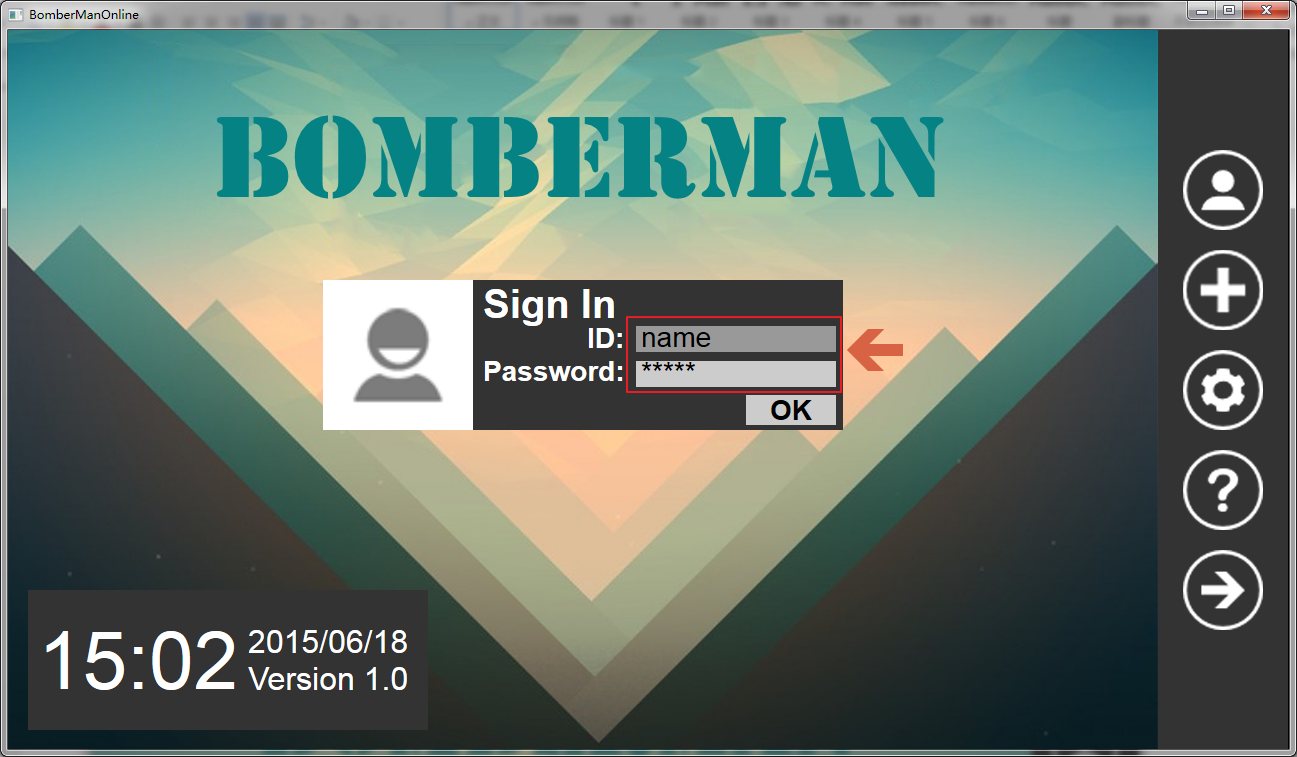 BomberManOnline
BOMBERMAN
Sign In
ID: name
Password: *****
OK
15:02
2015/06/18
Version 1.0